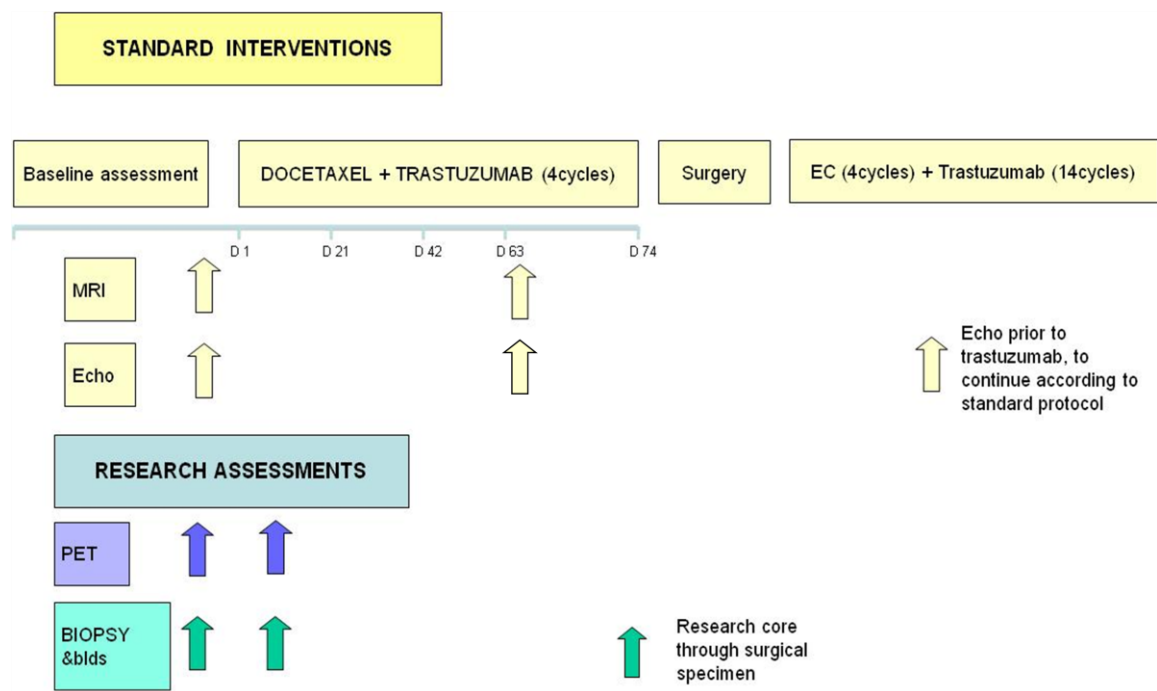 STANDARD INTERVENTIONS
Baseline assessment
DOCETAXEL + TRASTUZUMAB (4cycles)
Surgery
EC (4cycles) + Trastuzumab (14cycles)
D 1
D 21
D 42
D 63
D 74
MRI
Echo
Echo prior to
trastuzumab, to
continue according to
standard protocol
RESEARCH ASSESSMENTS
PET
BIOPSY
&blds
Research core
through surgical
specimen